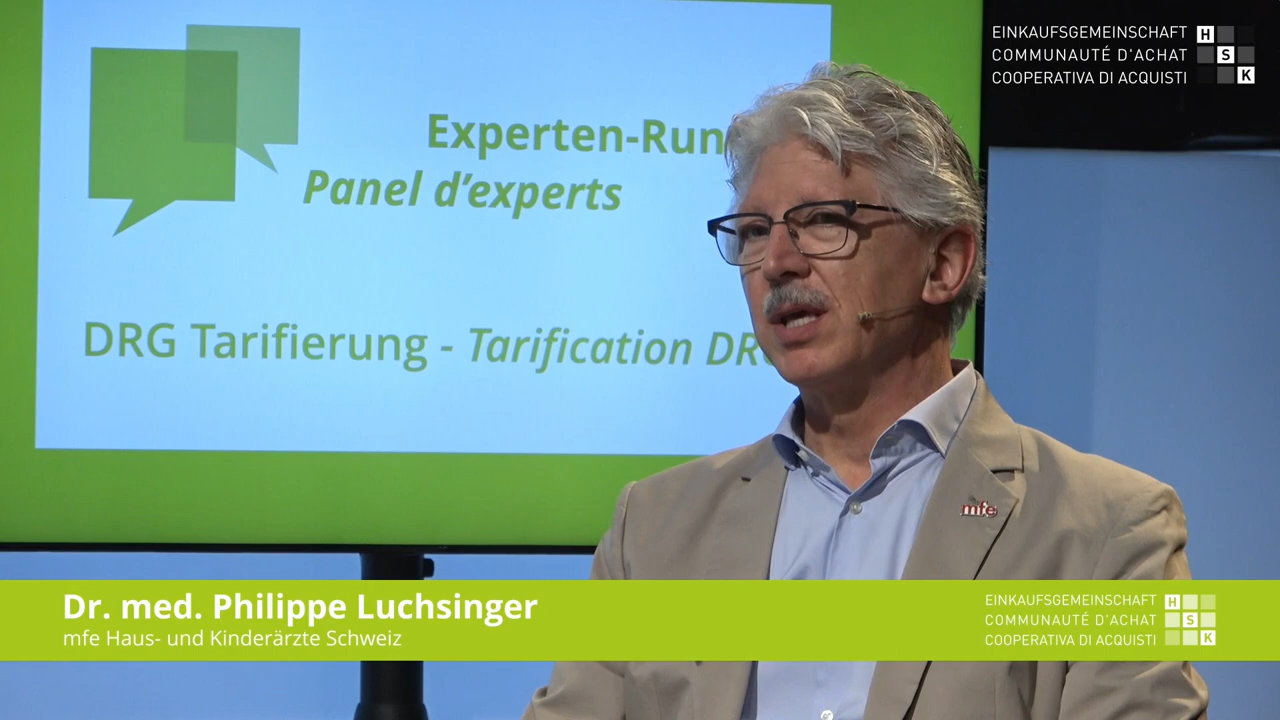 EINKAUFSGEMEINSCHAFT H
COMMUNAUTÉ D'ACHAT S
COOPERATIVA DI ACQUISTI K
Experten-Run
Panel d'experts
DRG Tarifierung - Tarification DR
mfe
Dr. med. Philippe Luchsinger
mfe Haus- und Kinderärzte Schweiz
EINKAUFSGEMEINSCHAFT H
COMMUNAUTÉ D'ACHAT S
COOPERATIVA DI ACQUISTI K